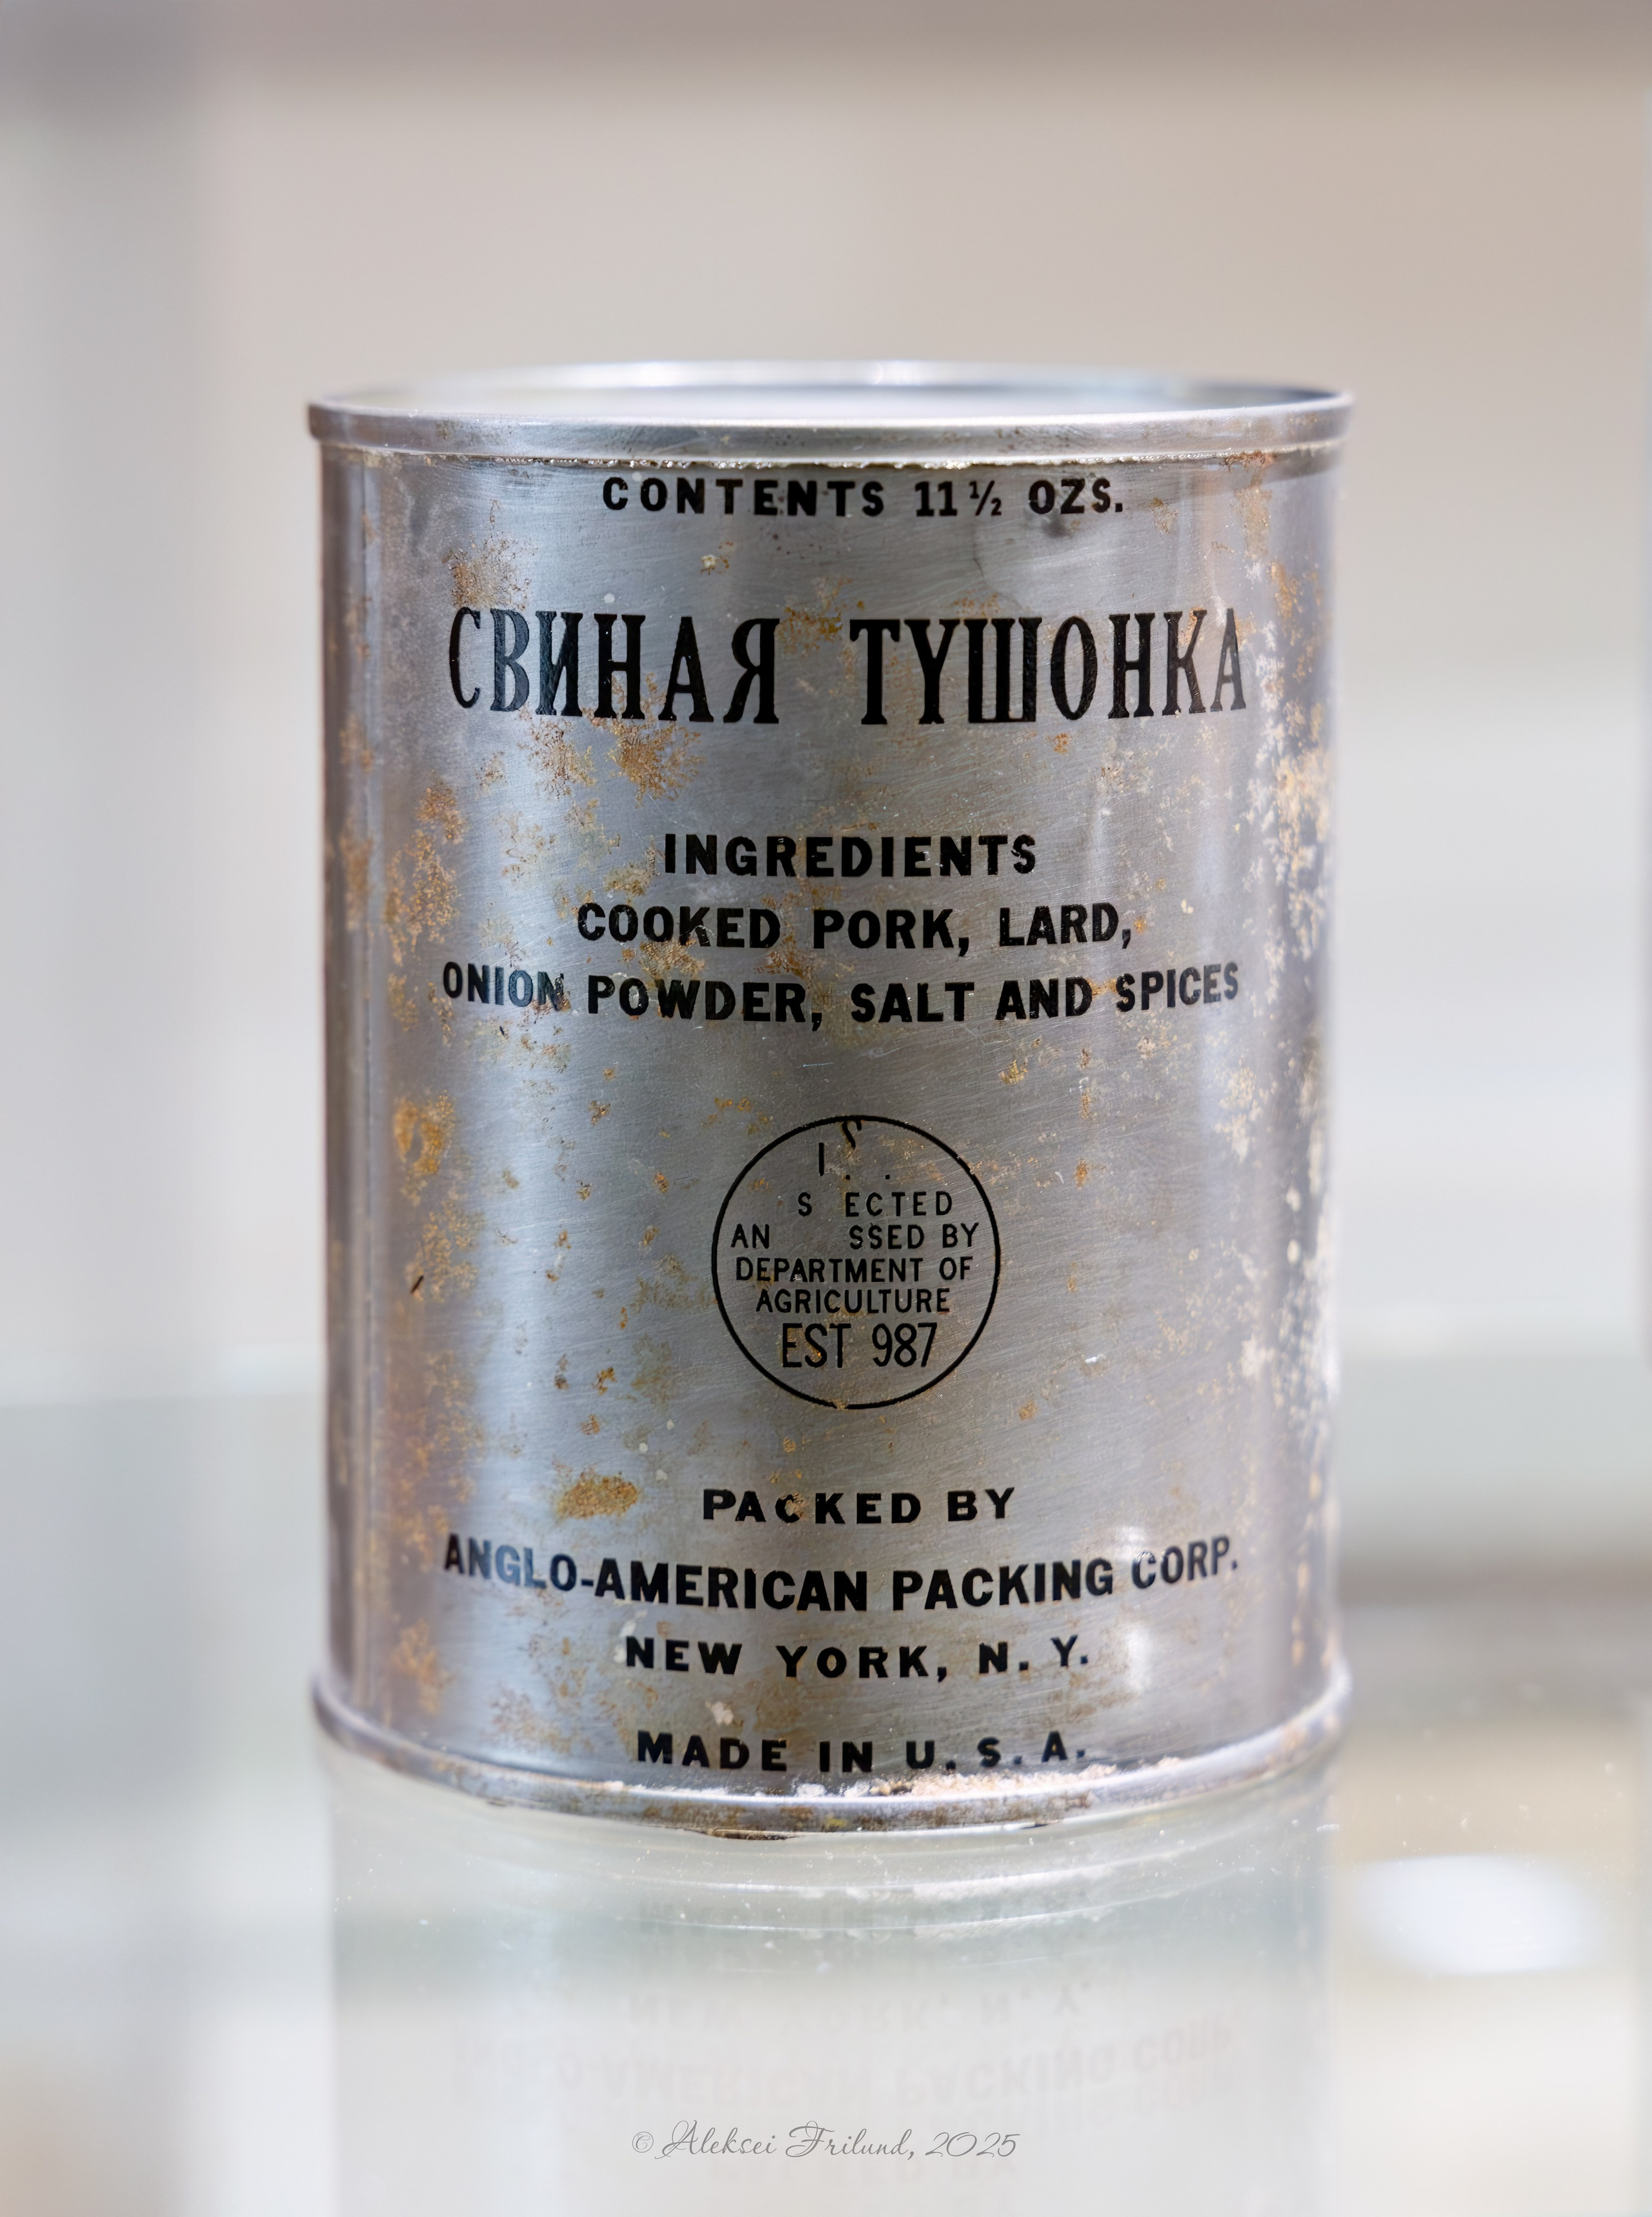 CONTENTS 11½ OZS.
СВИНАЯ ТУШОНКА
INGREDIENTS
COOKED PORK, LARD,
ONION POWDER, SALT AND SPICES
S ECTED
AN SSED BY
DEPARTMENT OF
AGRICULTURE
EST 987
PACKED BY
ANGLO-AMERICAN PACKING CORP.
NEW YORK, N. Y.
MADE IN U. S. A.
© Aleksei Frilund, 2025